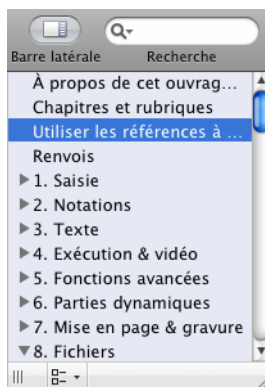 Barre latérale Recherche
À propos de cet ouvrag...
Chapitres et rubriques
Utiliser les références à ...
Renvois
1. Saisie
2. Notations
3. Texte
4. Exécution & vidéo
5. Fonctions avancées
6. Parties dynamiques
7. Mise en page & gravure
8. Fichiers